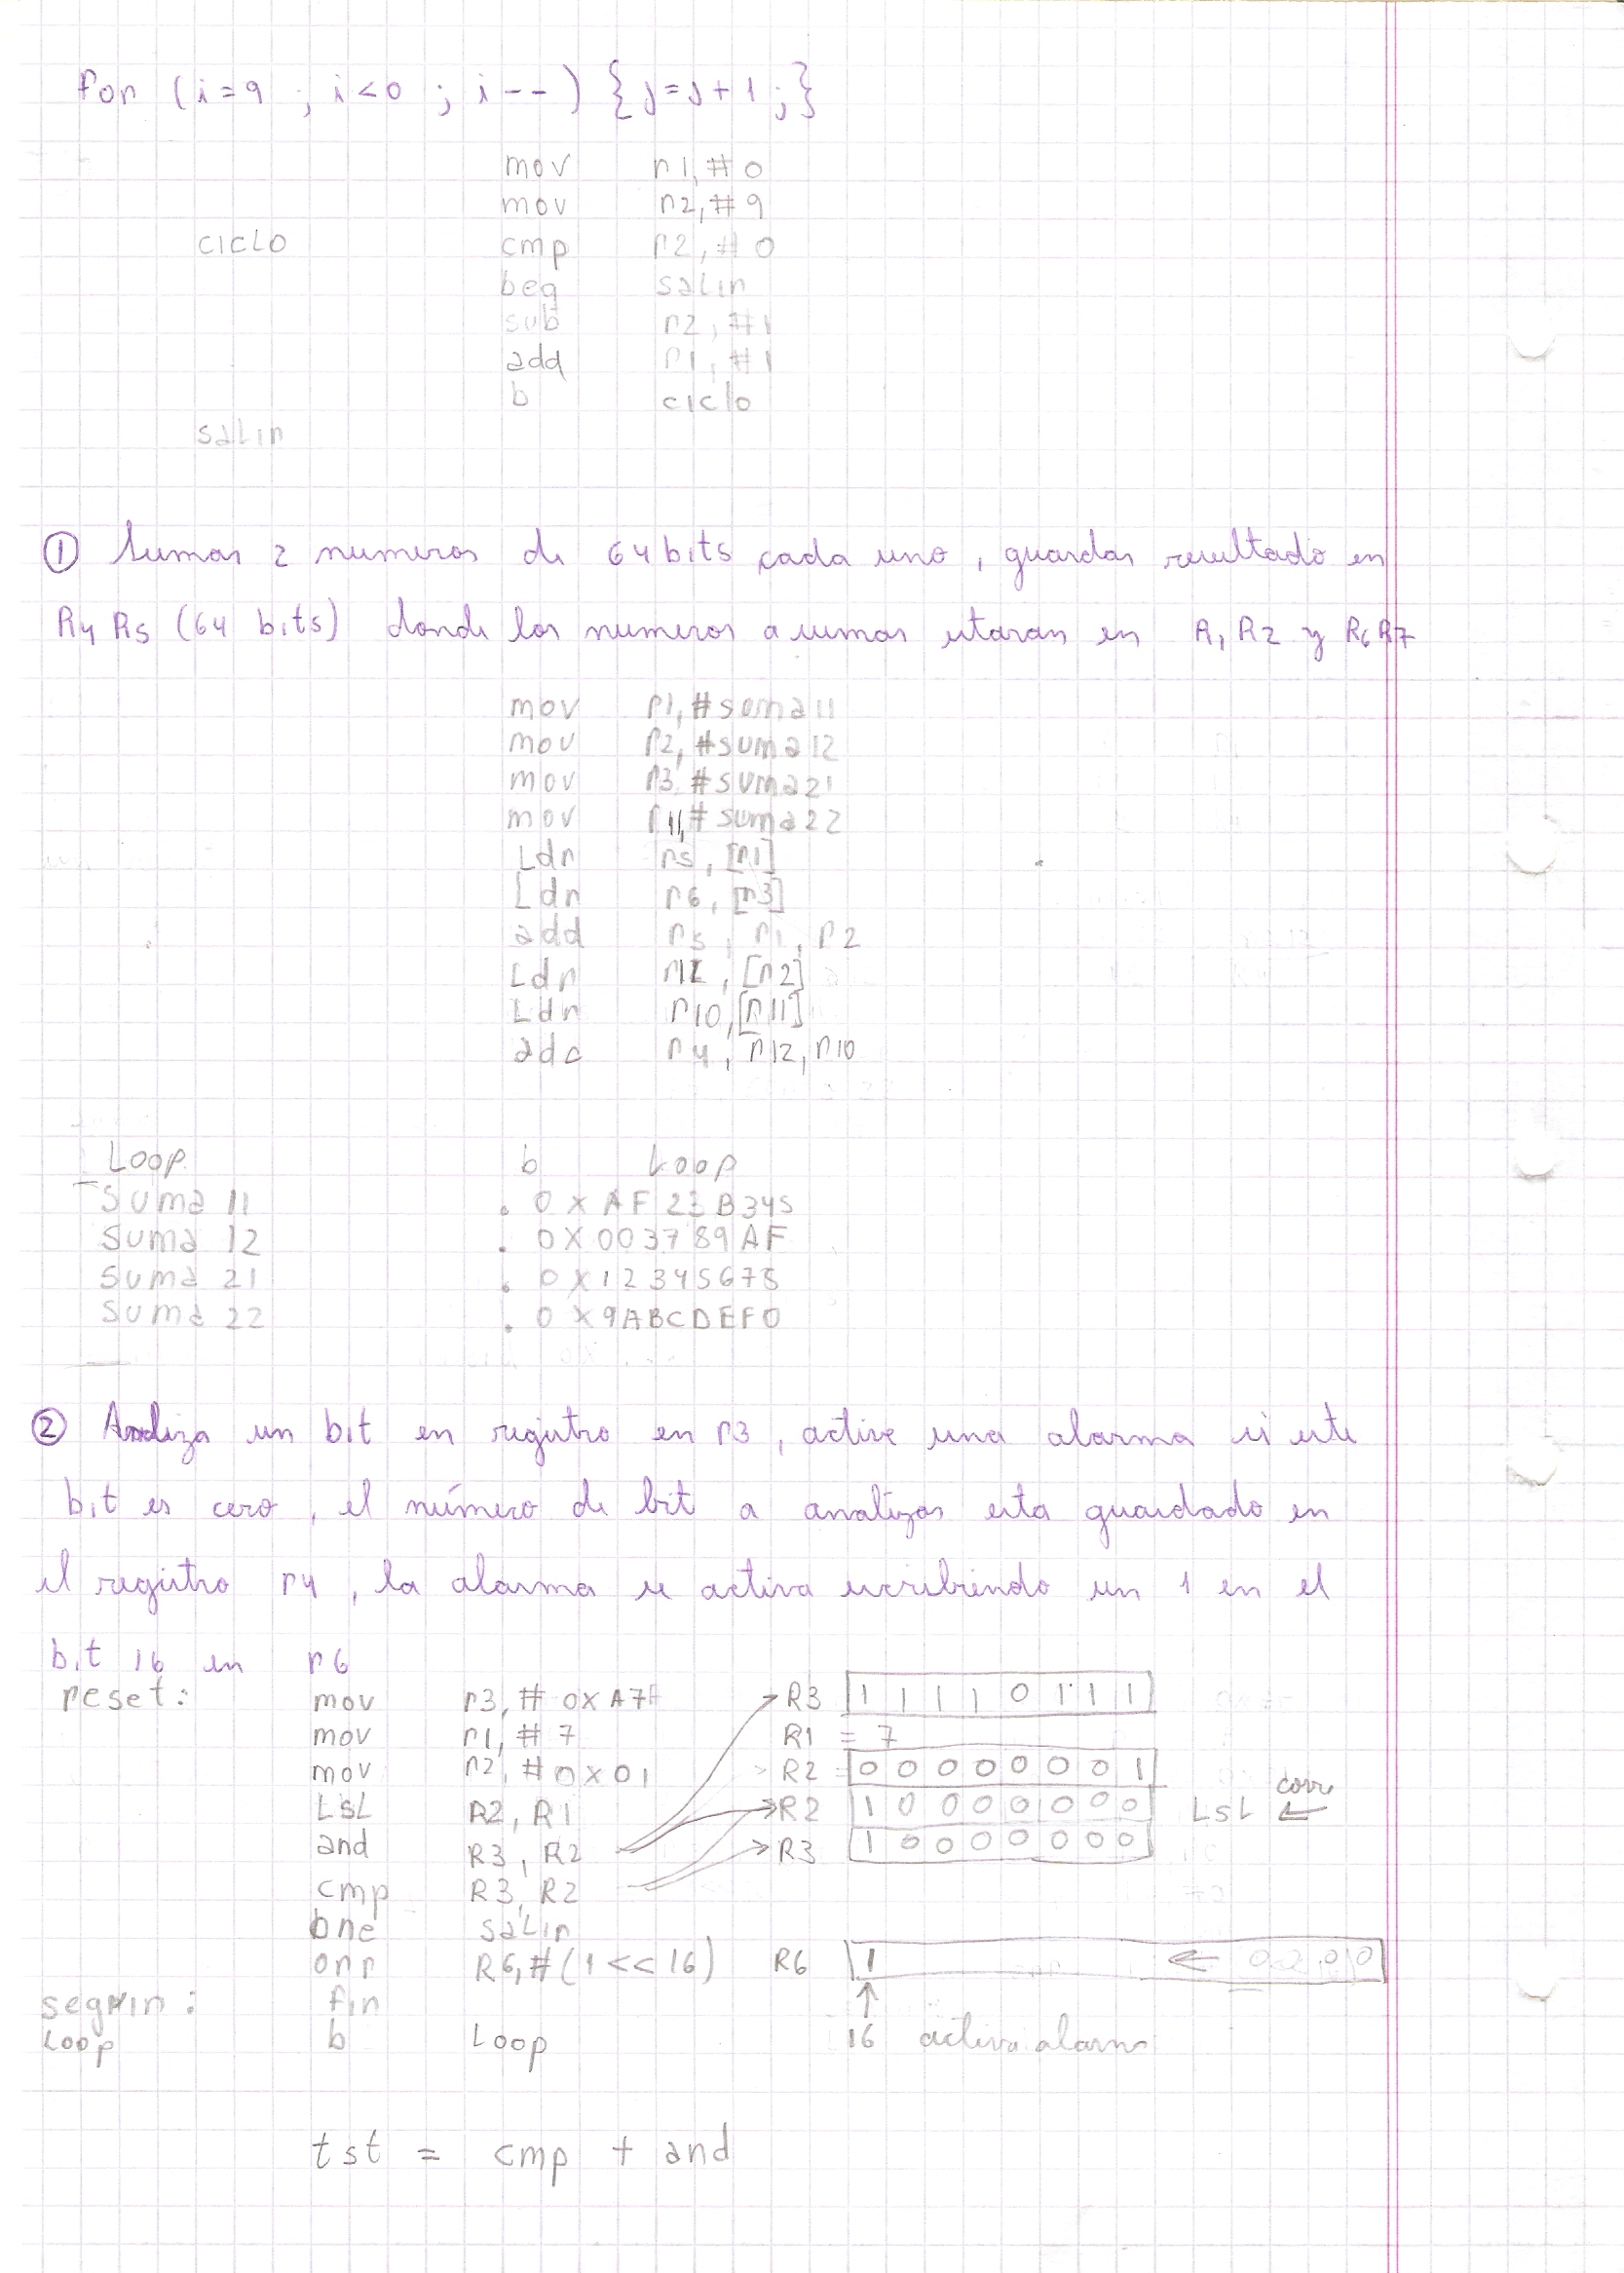 for (i=9 ; i<0 ; i--) {j=j+1;}
mov r1, #0
mov r2, #9
CICLO cmp r2, #0
beq salir
sub r2, #1
add r1, #1
b ciclo
salir
① Sumar 2 numeros de 64 bits cada uno, guardar resultado en
R4 R5 (64 bits) donde los numeros a sumar estaran en R1 R2 y R6 R7
mov r1, #suma11
mov r2, #suma12
mov r3 #suma21
mov r11, #suma22
Ldr r5, [r1]
Ldr r6, [r3]
add r5, r1, r2
Ldr r12, [r2]
Ldr r10, [r11]
adc r4, r12, r10
Loop b Loop
Suma 11 . 0XAF23B345
Suma 12 . 0X003789AF
Suma 21 . 0X12345678
Suma 22 . 0X9ABCDEF0
② Analiza un bit en registro en r3, active una alarma si este
bit es cero, el número de bit a analizar esta guardado en
el registro r4, la alarma se activa escribiendo un 1 en el
bit 16 en r6
reset: mov r3, # 0XA7F R3 1 1 1 1 0 1 1 1
mov r1, #7 R1 = 7
mov r2, #0X01 R2 0 0 0 0 0 0 0 1
LSL R2, R1 R2 1 0 0 0 0 0 0 0 LSL ← corre
and R3, R2 R3 1 0 0 0 0 0 0 0
cmp R3, R2
bne salir
orr R6, #(1<<16) R6 1 ← 0 0 0 0
seguir: fin
Loop b Loop 16 activa alarma
tst = cmp + and